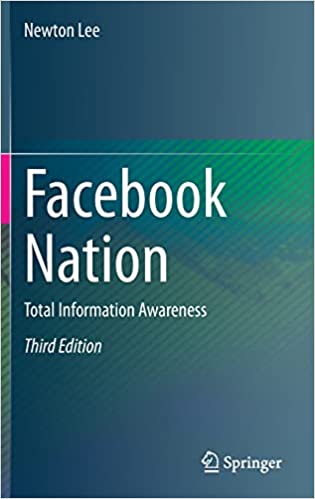 Newton Lee
Facebook
Nation
Total Information Awareness
Third Edition
Springer